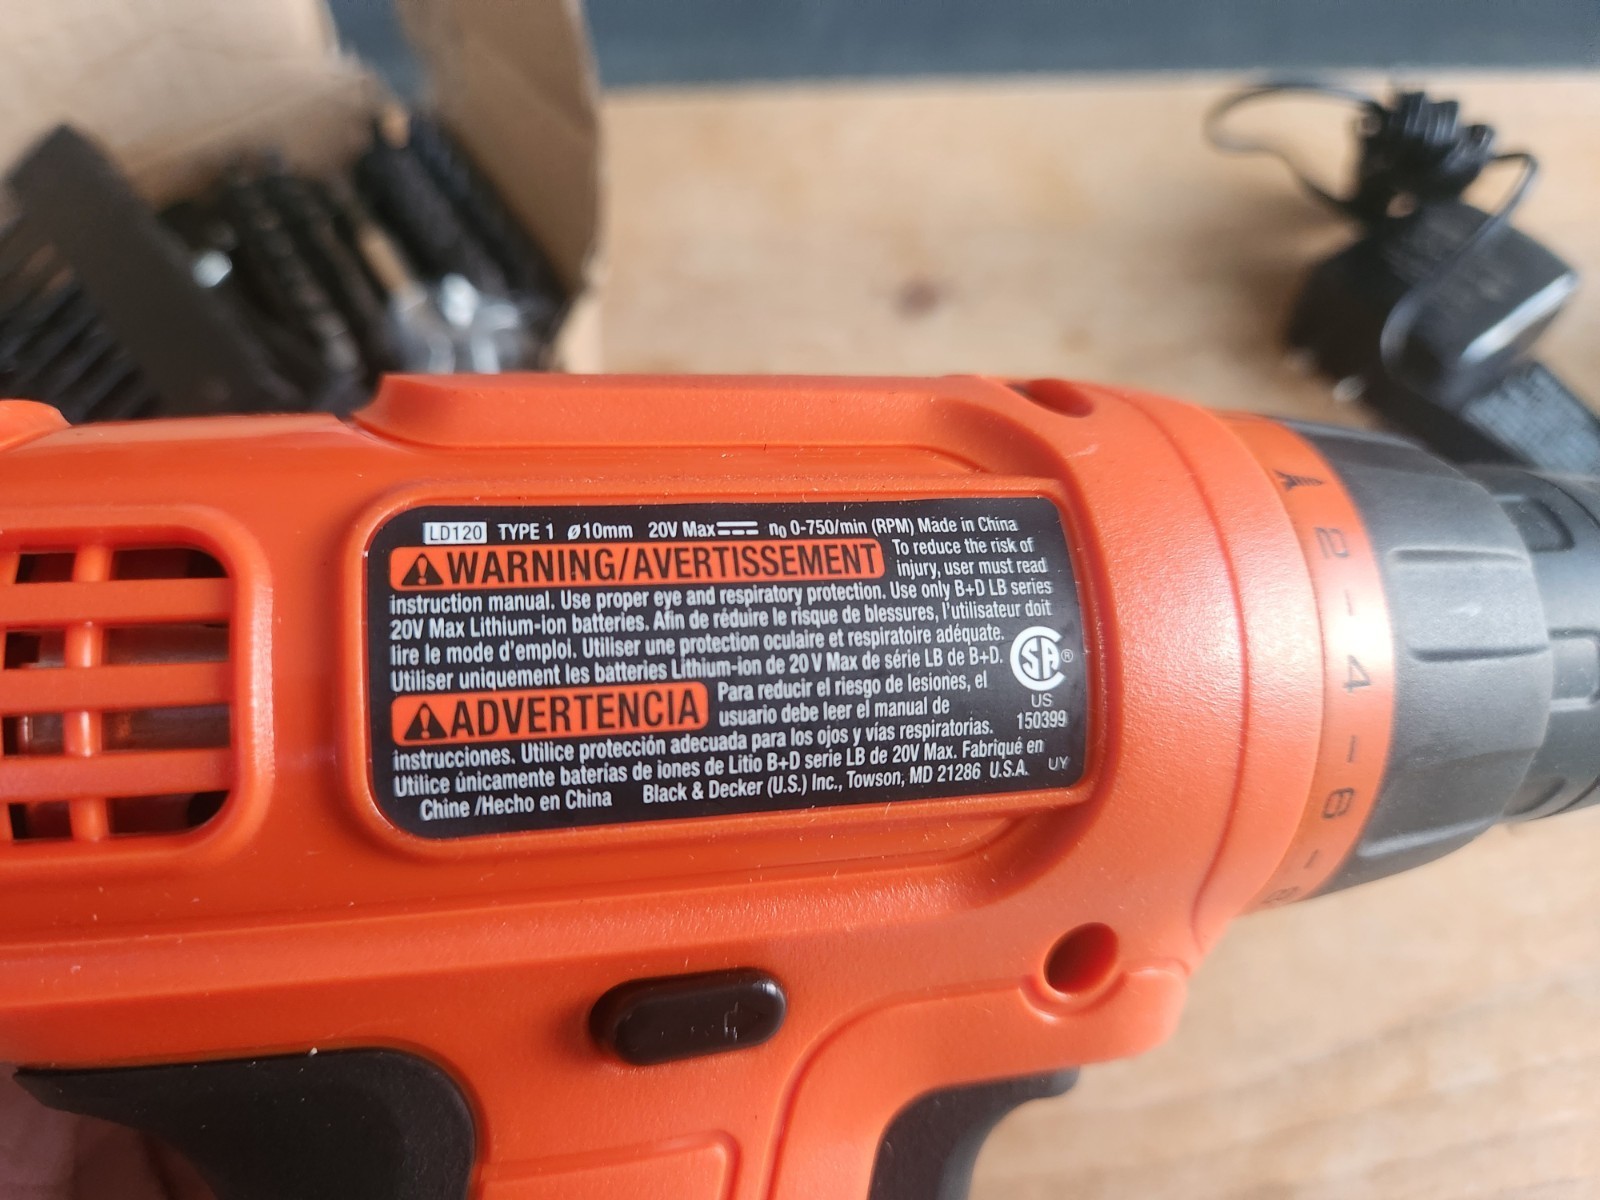 LD120 TYPE 1 ø10mm 20V Max n0 0-750/min (RPM) Made in China
WARNING/AVERTISSEMENT To reduce the risk of
injury, user must read
instruction manual. Use proper eye and respiratory protection. Use only B+D LB series
20V Max Lithium-ion batteries. Afin de réduire le risque de blessures, l'utilisateur doit
lire le mode d'emploi. Utiliser une protection oculaire et respiratoire adéquate.
Utiliser uniquement les batteries Lithium-ion de 20 V Max de série LB de B+D.
ADVERTENCIA Para reducir el riesgo de lesiones, el
usuario debe leer el manual de
instrucciones. Utilice protección adecuada para los ojos y vías respiratorias.
Utilice únicamente baterías de iones de Litio B+D serie LB de 20V Max. Fabriqué en
Chine /Hecho en China Black & Decker (U.S.) Inc., Towson, MD 21286 U.S.A.
SA ®
US
150399
UY
2 - 4 - 6 - 8